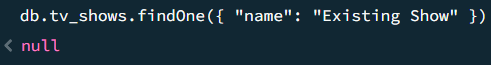 db.tv_shows.findOne({ "name": "Existing Show" })
< null